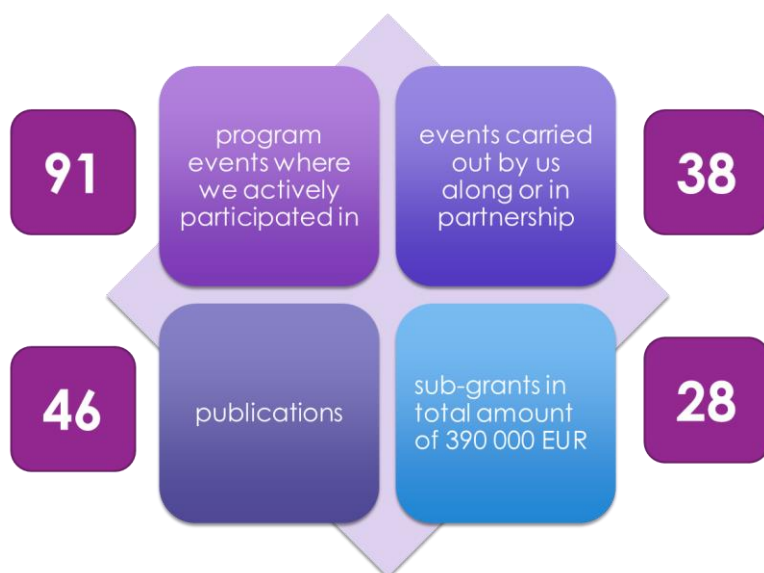 91
program
events where
we actively
participated in
events carried
out by us
along or in
partnership
38
46
publications
sub-grants in
total amount
of 390 000 EUR
28